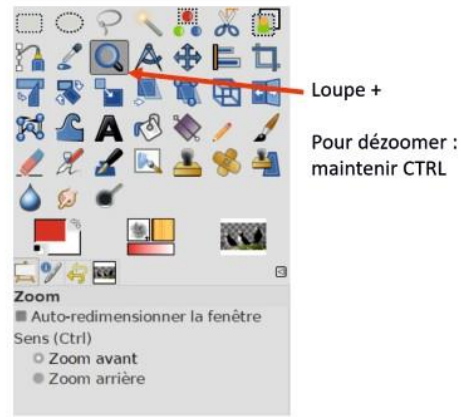 Loupe +
Pour dézoomer :
maintenir CTRL
Zoom
Auto-redimensionner la fenêtre
Sens (Ctrl)
Zoom avant
Zoom arrière